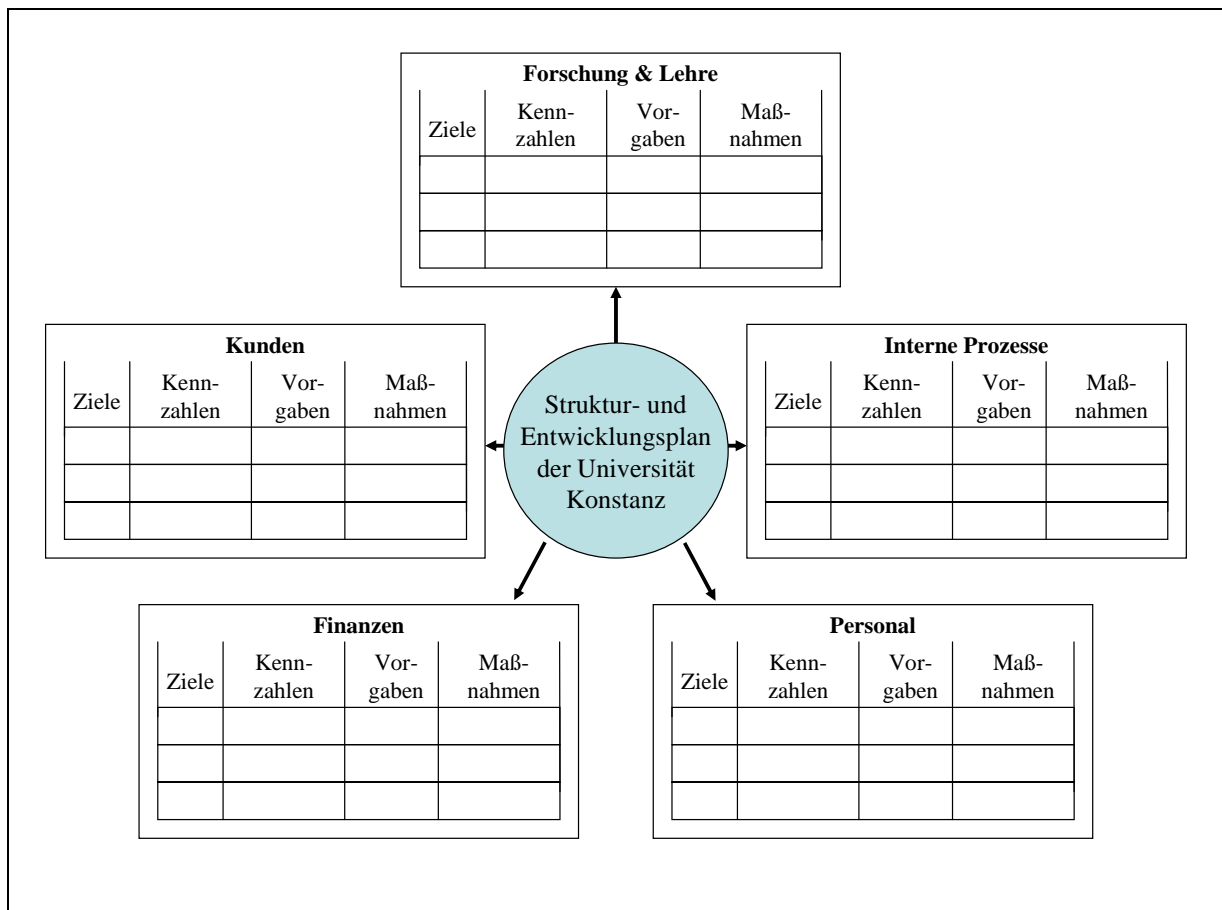 Forschung & Lehre
Ziele
Kenn-
zahlen
Vor-
gaben
Maß-
nahmen
Kunden
Ziele
Kenn-
zahlen
Vor-
gaben
Maß-
nahmen
Struktur- und
Entwicklungsplan
der Universität
Konstanz
Interne Prozesse
Ziele
Kenn-
zahlen
Vor-
gaben
Maß-
nahmen
Finanzen
Ziele
Kenn-
zahlen
Vor-
gaben
Maß-
nahmen
Personal
Ziele
Kenn-
zahlen
Vor-
gaben
Maß-
nahmen